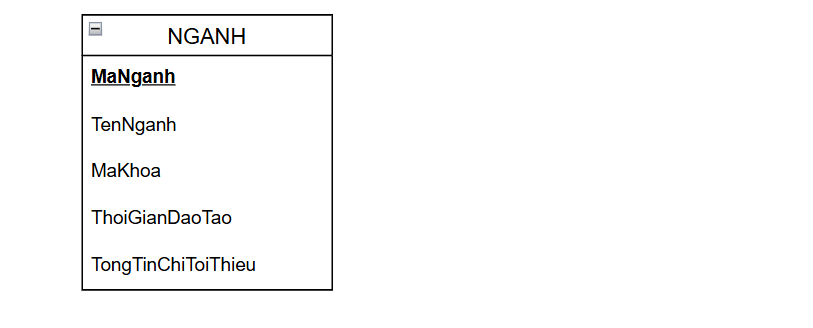 NGANH
MaNganh
TenNganh
MaKhoa
ThoiGianDaoTao
TongTinChiToiThieu